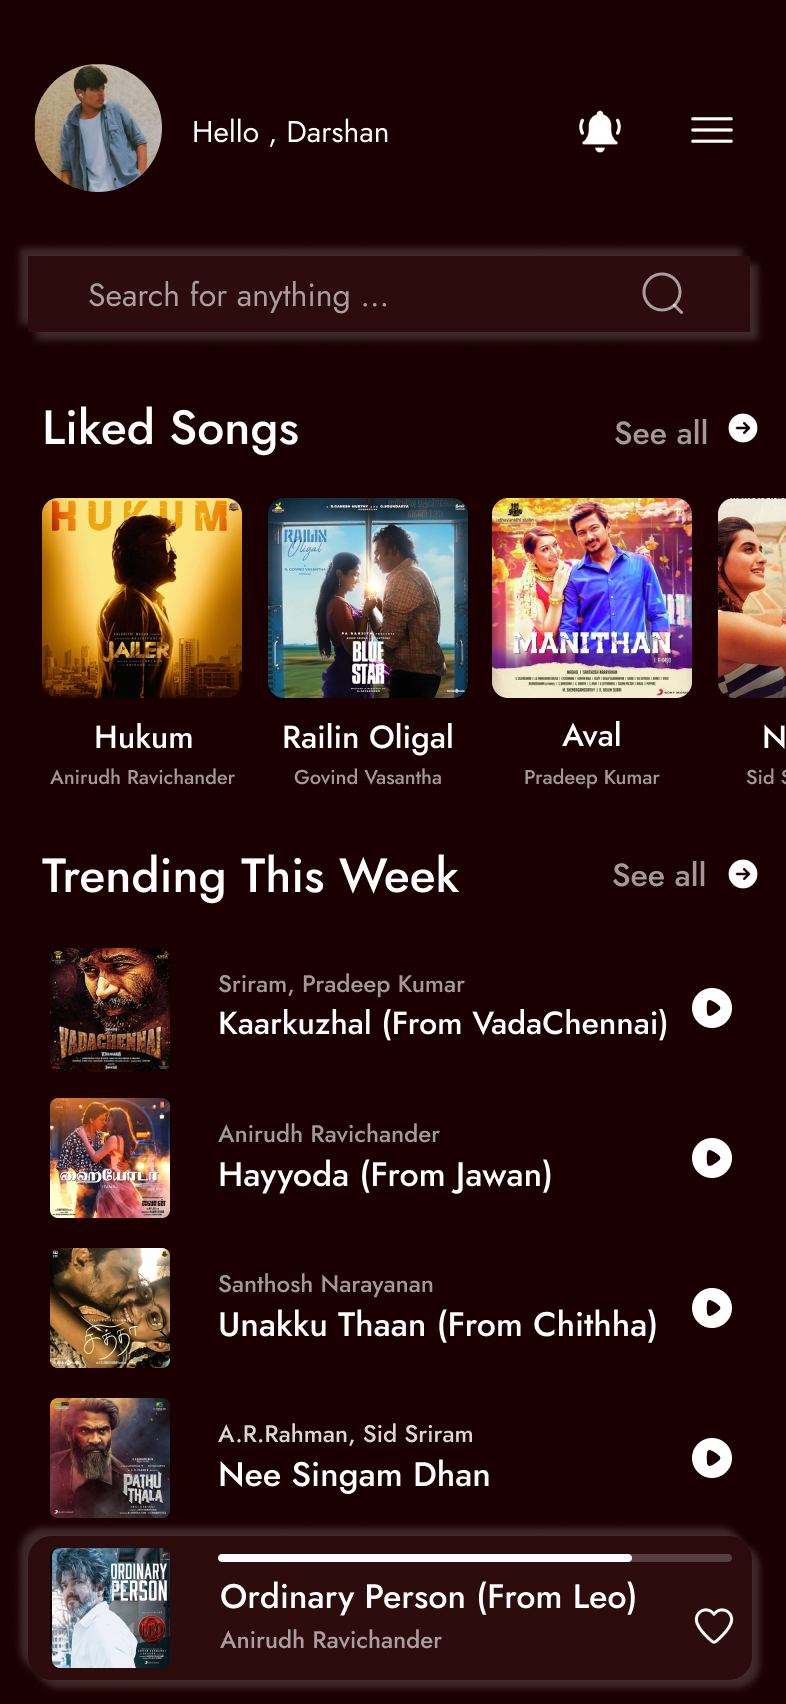 Hello , Darshan
Search for anything ...
Liked Songs
See all
HUKUM
JAILER
RAILIN
Oligal
BLUE
STAR
MANITHAN
Hukum
Railin Oligal
Aval
N
Anirudh Ravichander
Govind Vasantha
Pradeep Kumar
Sid S
Trending This Week
See all
VADACHENNAI
Sriram, Pradeep Kumar
Kaarkuzhal (From VadaChennai)
ஹையோடா
Anirudh Ravichander
Hayyoda (From Jawan)
சித்தா
Santhosh Narayanan
Unakku Thaan (From Chithha)
PATHU
THALA
A.R.Rahman, Sid Sriram
Nee Singam Dhan
ORDINARY
PERSON
Ordinary Person (From Leo)
Anirudh Ravichander